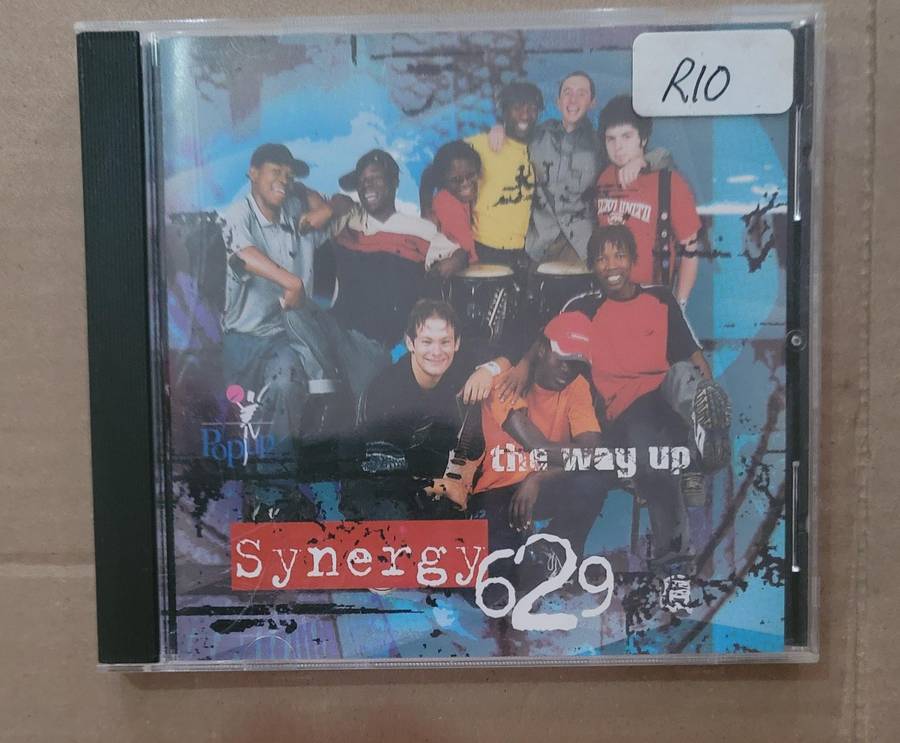 R10
Popup
the way up
Synergy
629